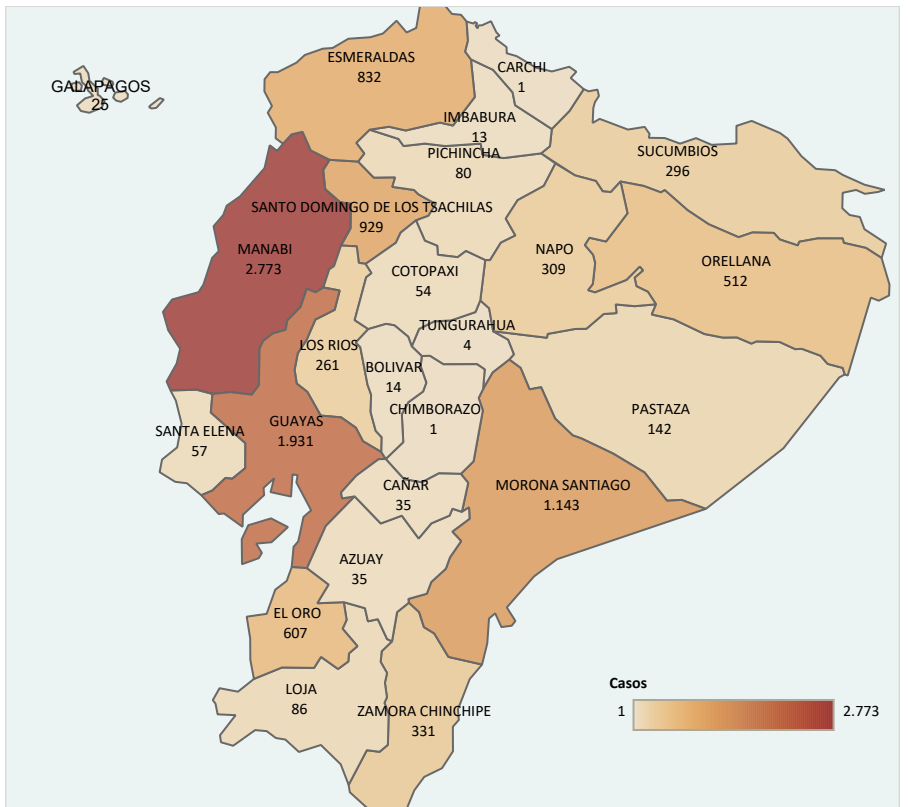 ESMERALDAS
832
CARCHI
1
GALAPAGOS
25
IMBABURA
13
PICHINCHA
80
SUCUMBIOS
296
SANTO DOMINGO DE LOS TSACHILAS
929
MANABI
2.773
NAPO
309
ORELLANA
512
COTOPAXI
54
TUNGURAHUA
4
LOS RIOS
261
BOLIVAR
14
CHIMBORAZO
1
PASTAZA
142
SANTA ELENA
57
GUAYAS
1.931
CAÑAR
35
MORONA SANTIAGO
1.143
AZUAY
35
EL ORO
607
LOJA
86
ZAMORA CHINCHIPE
331
Casos
1 2.773